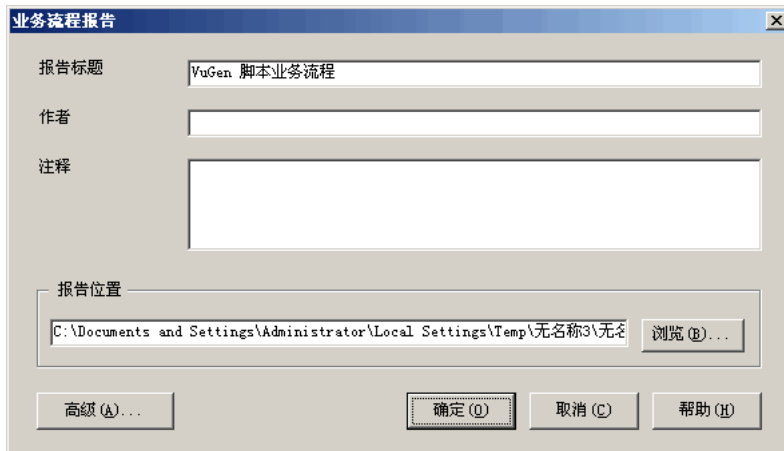 业务流程报告
报告标题
VuGen 脚本业务流程
作者
注释
报告位置
C:\Documents and Settings\Administrator\Local Settings\Temp\无名称3\无名
浏览(B)...
高级(A)...
确定(O)
取消(C)
帮助(H)